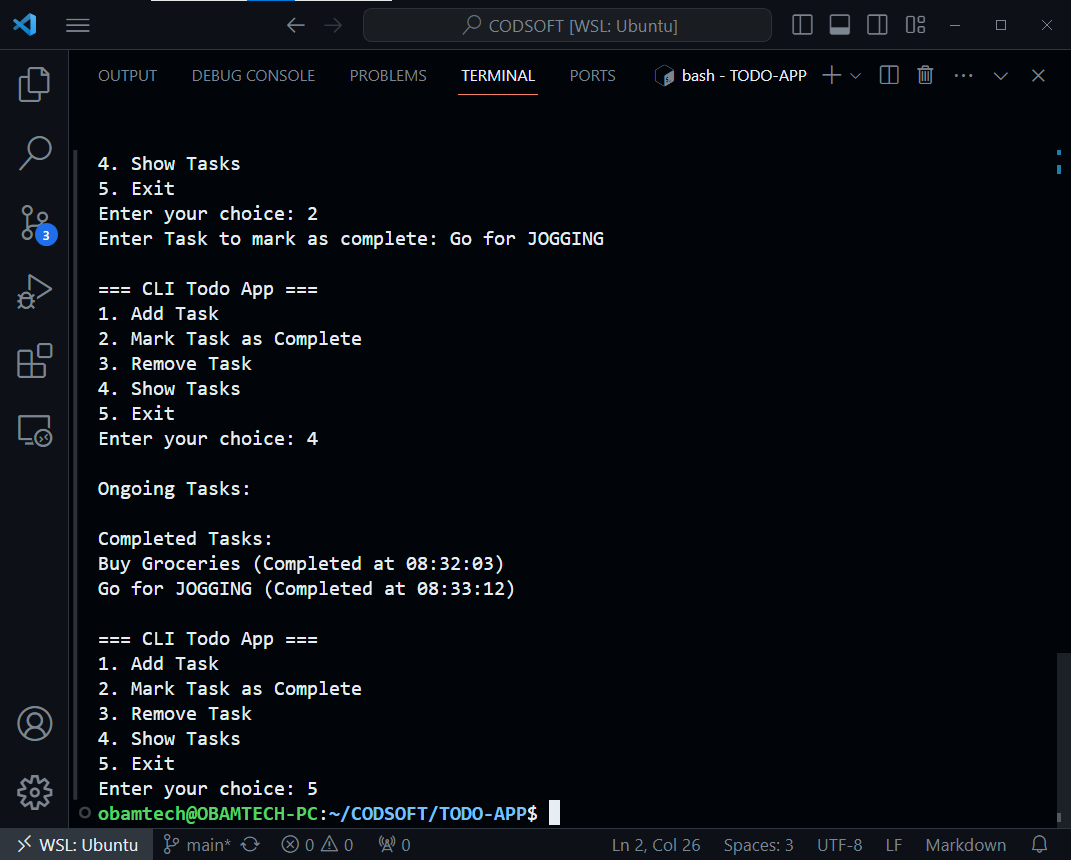 CODSOFT [WSL: Ubuntu]
OUTPUT DEBUG CONSOLE PROBLEMS TERMINAL PORTS bash - TODO-APP
4. Show Tasks
5. Exit
Enter your choice: 2
Enter Task to mark as complete: Go for JOGGING
=== CLI Todo App ===
1. Add Task
2. Mark Task as Complete
3. Remove Task
4. Show Tasks
5. Exit
Enter your choice: 4
Ongoing Tasks:
Completed Tasks:
Buy Groceries (Completed at 08:32:03)
Go for JOGGING (Completed at 08:33:12)
=== CLI Todo App ===
1. Add Task
2. Mark Task as Complete
3. Remove Task
4. Show Tasks
5. Exit
Enter your choice: 5
obamtech@OBAMTECH-PC:~/CODSOFT/TODO-APP$
3
WSL: Ubuntu main* 0 0 0 Ln 2, Col 26 Spaces: 3 UTF-8 LF Markdown